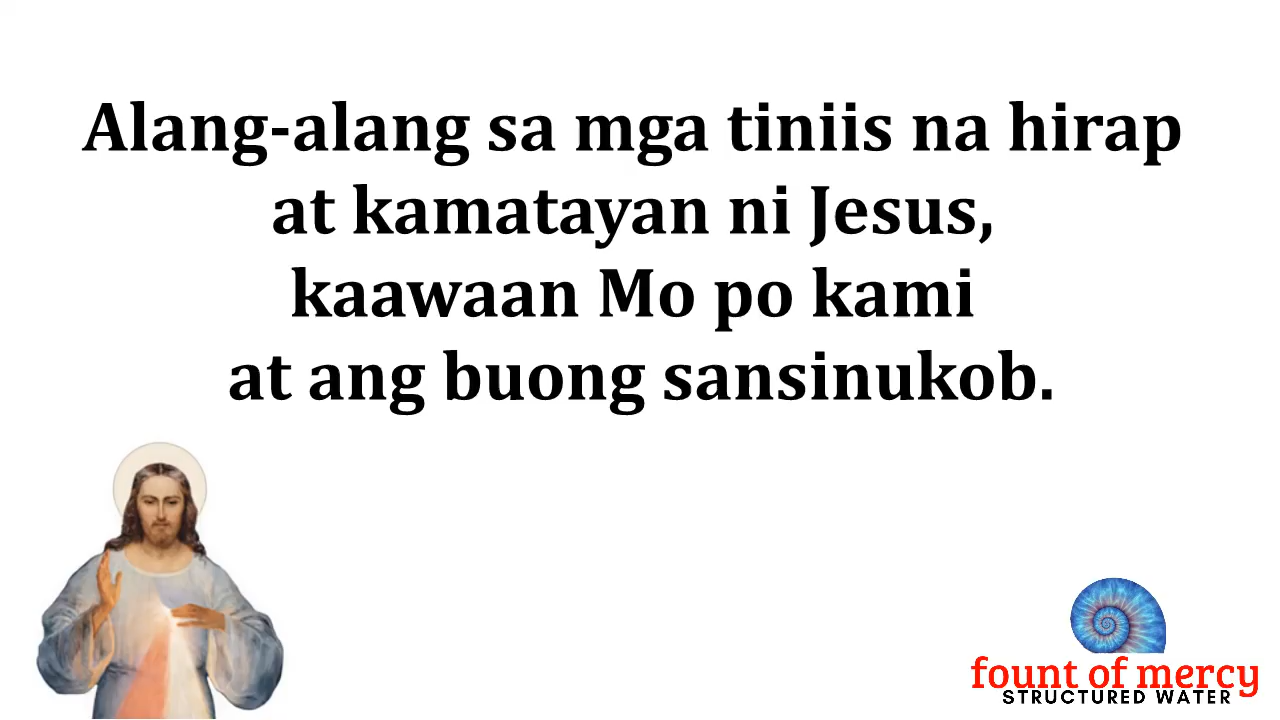 Alang-alang sa mga tiniis na hirap
at kamatayan ni Jesus,
kaawaan Mo po kami
at ang buong sansinukob.
fount of mercy
STRUCTURED WATER